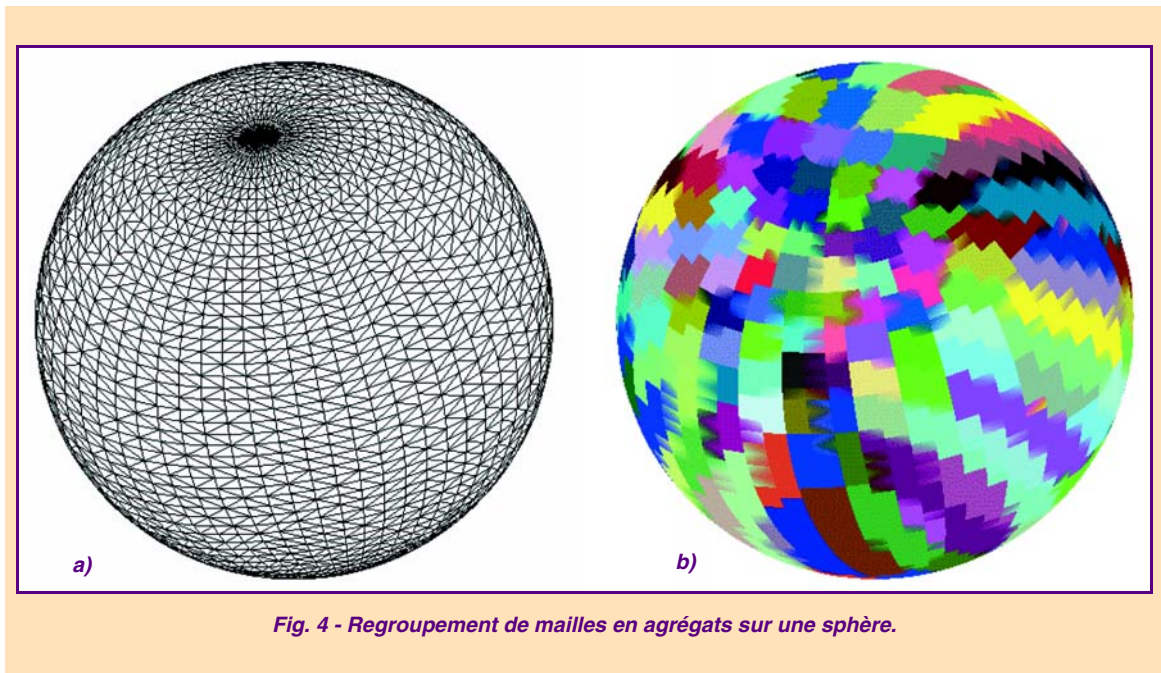 a)
b)
Fig. 4 - Regroupement de mailles en agrégats sur une sphère.